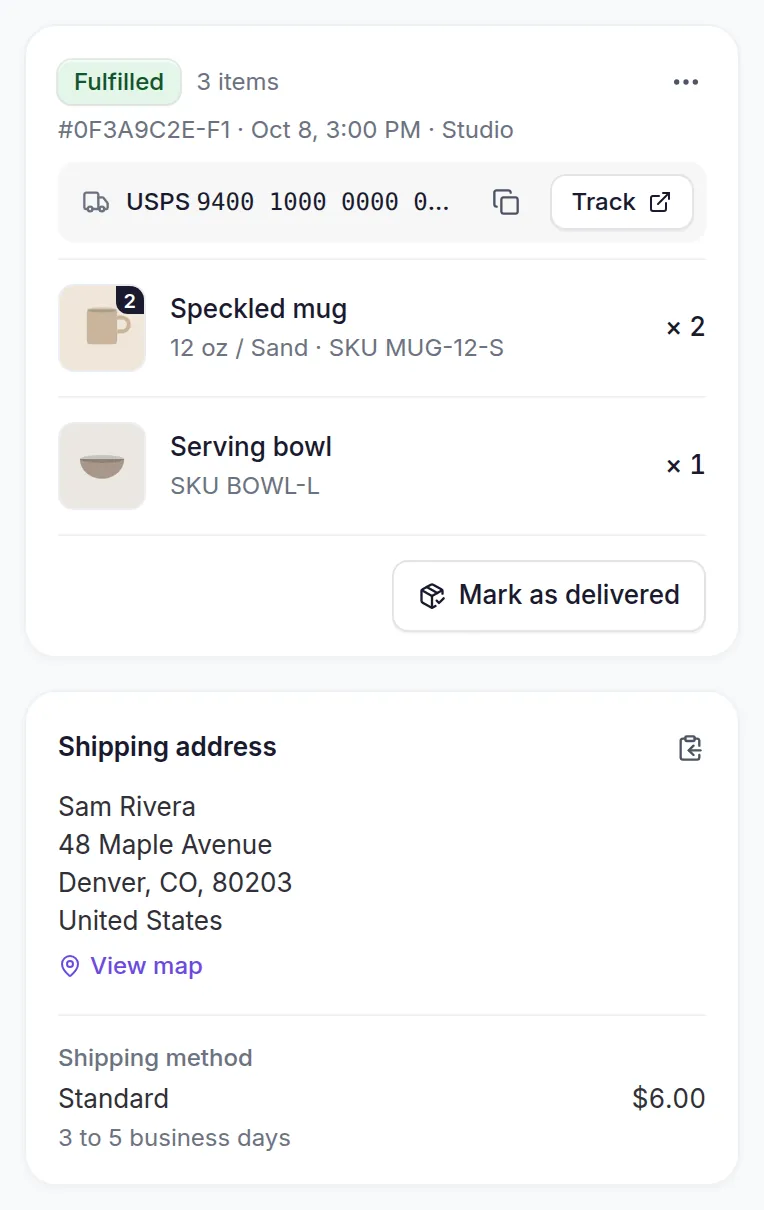 Fulfilled 3 items
#0F3A9C2E-F1 · Oct 8, 3:00 PM · Studio
USPS 9400 1000 0000 0... Track
2
Speckled mug
× 2
12 oz / Sand · SKU MUG-12-S
Serving bowl
× 1
SKU BOWL-L
Mark as delivered
Shipping address
Sam Rivera
48 Maple Avenue
Denver, CO, 80203
United States
View map
Shipping method
Standard $6.00
3 to 5 business days